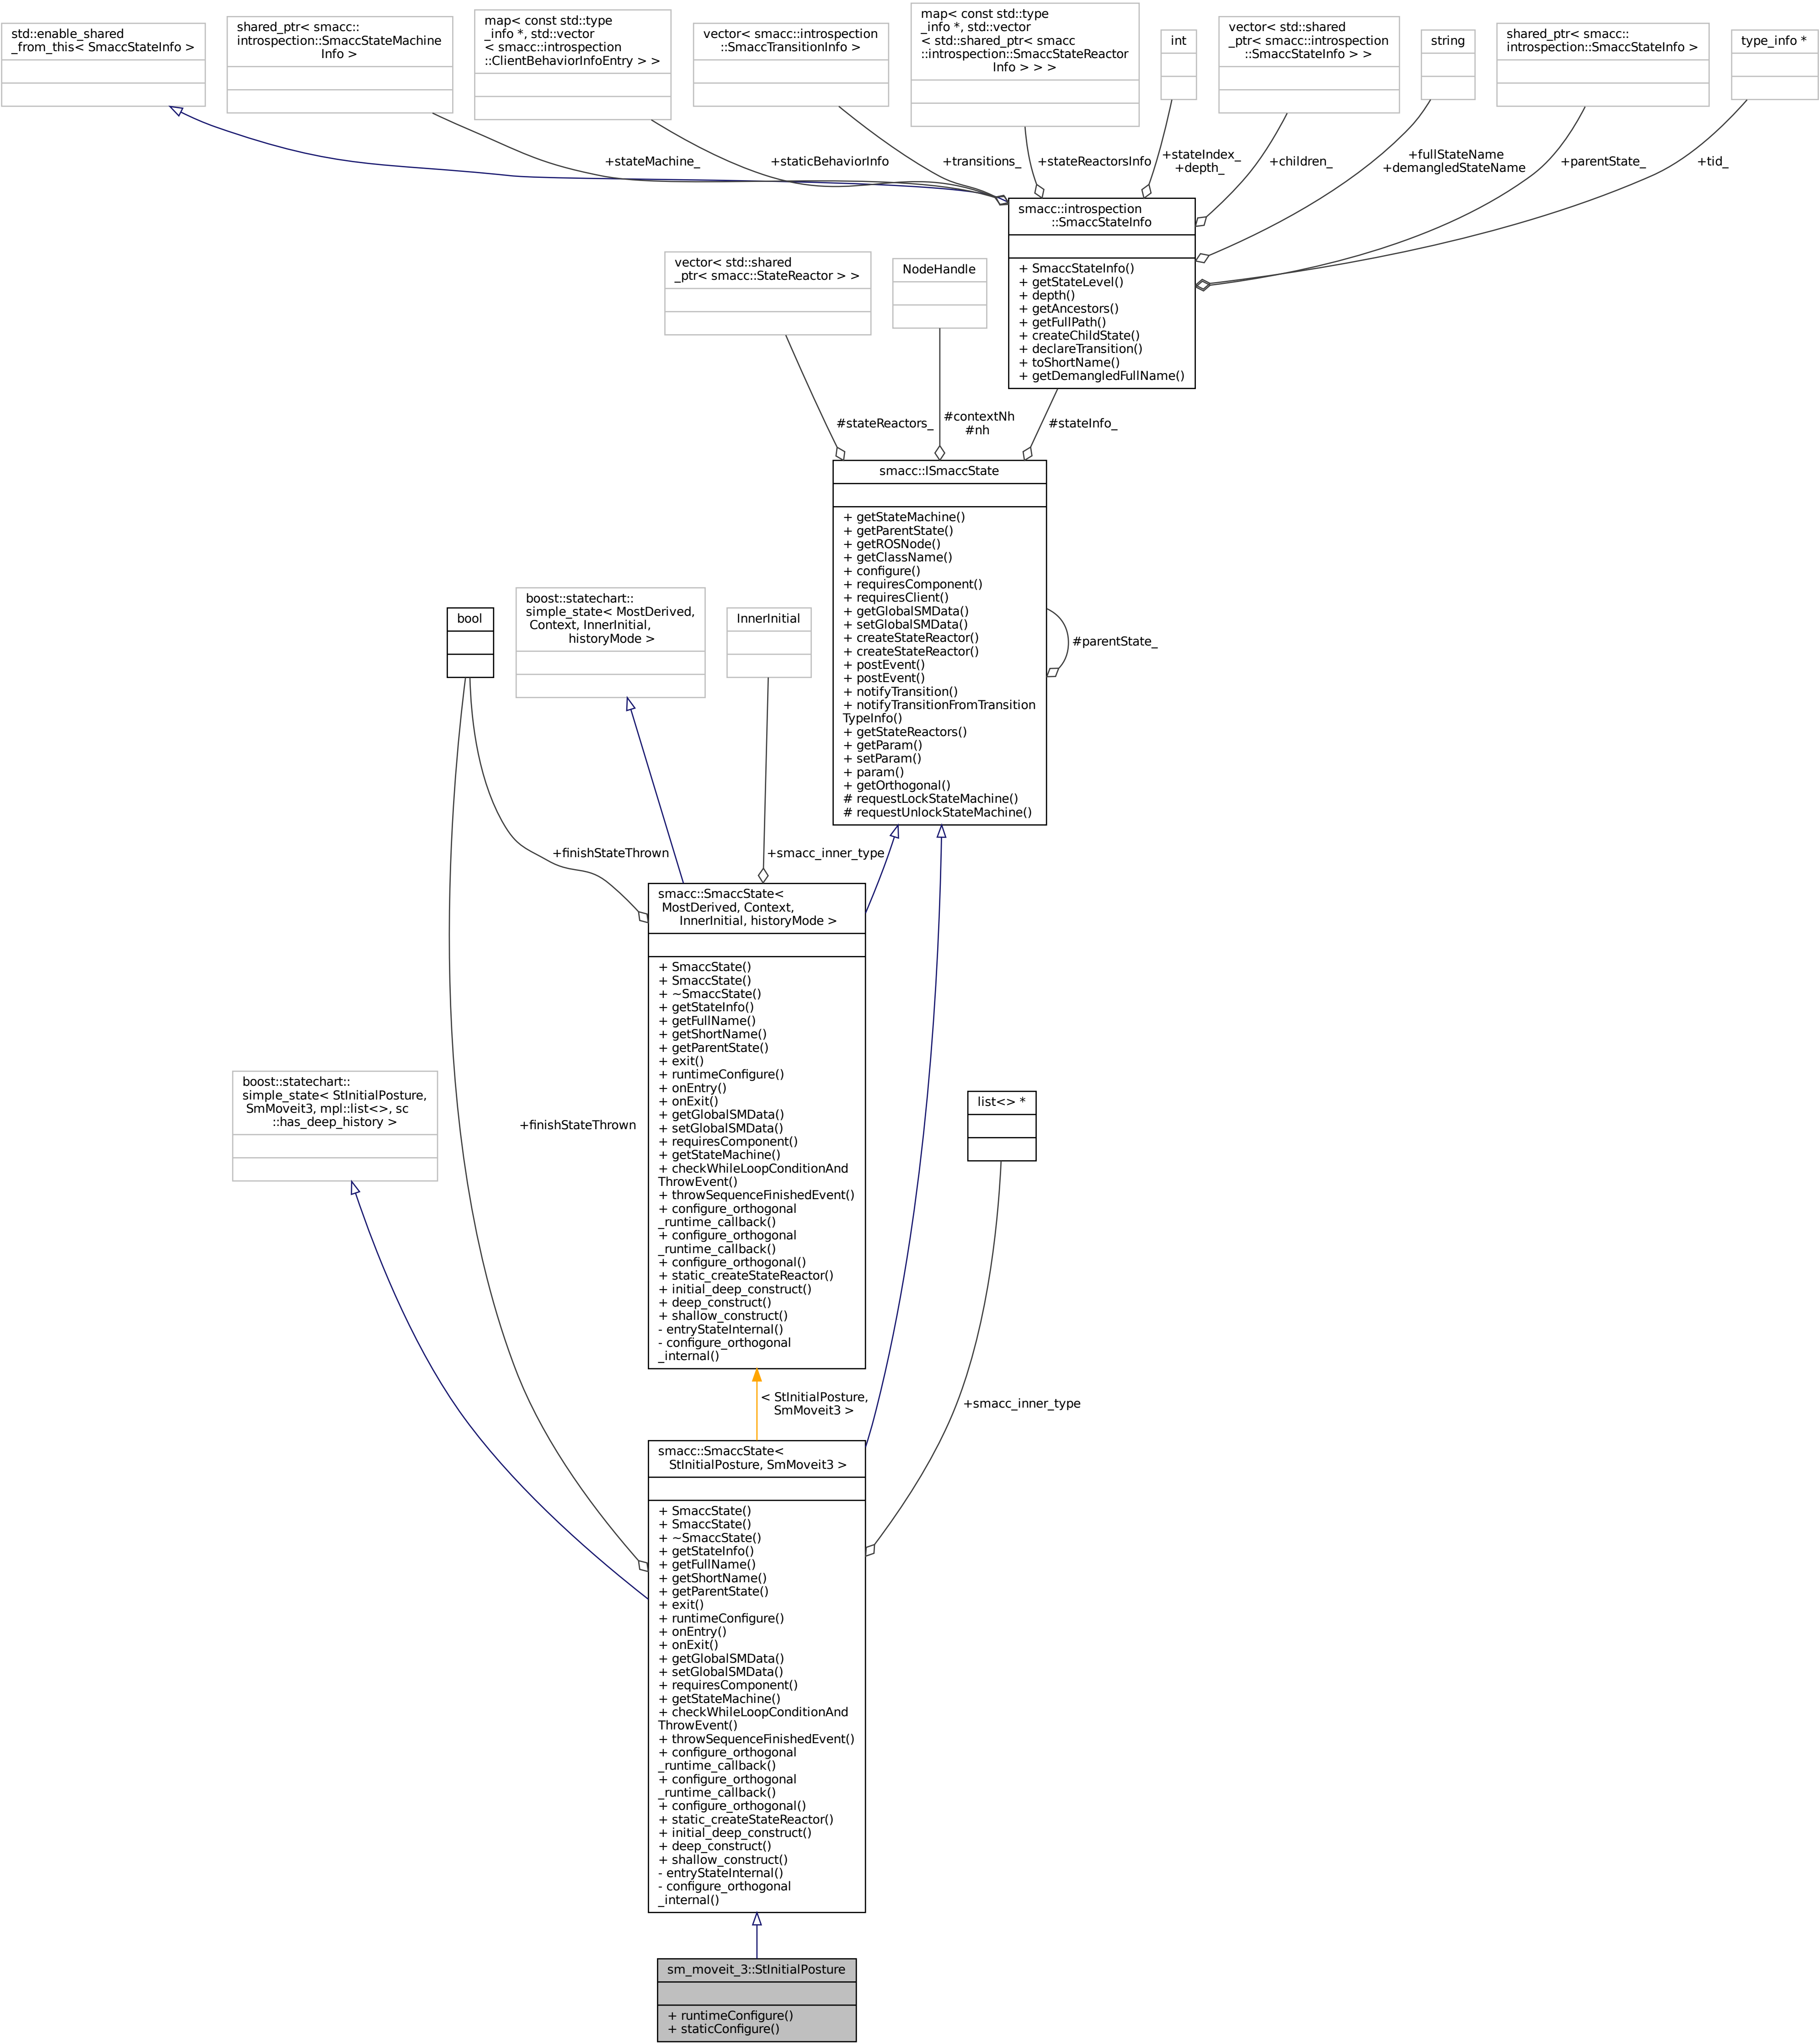 std::enable_shared
_from_this< SmaccStateInfo >
shared_ptr< smacc::
introspection::SmaccStateMachine
Info >
map< const std::type
_info *, std::vector
< smacc::introspection
::ClientBehaviorInfoEntry > >
vector< smacc::introspection
::SmaccTransitionInfo >
map< const std::type
_info *, std::vector
< std::shared_ptr< smacc
::introspection::SmaccStateReactor
Info > > >
int
vector< std::shared
_ptr< smacc::introspection
::SmaccStateInfo > >
string
shared_ptr< smacc::
introspection::SmaccStateInfo >
type_info *
+stateMachine_
+staticBehaviorInfo
+transitions_
+stateReactorsInfo
+stateIndex_
+depth_
+children_
+fullStateName
+demangledStateName
+parentState_
+tid_
smacc::introspection
::SmaccStateInfo
+ SmaccStateInfo()
+ getStateLevel()
+ depth()
+ getAncestors()
+ getFullPath()
+ createChildState()
+ declareTransition()
+ toShortName()
+ getDemangledFullName()
vector< std::shared
_ptr< smacc::StateReactor > >
NodeHandle
#stateReactors_
#contextNh
#nh
#stateInfo_
smacc::ISmaccState
+ getStateMachine()
+ getParentState()
+ getROSNode()
+ getClassName()
+ configure()
+ requiresComponent()
+ requiresClient()
+ getGlobalSMData()
+ setGlobalSMData()
+ createStateReactor()
+ createStateReactor()
+ postEvent()
+ postEvent()
+ notifyTransition()
+ notifyTransitionFromTransition
TypeInfo()
+ getStateReactors()
+ getParam()
+ setParam()
+ param()
+ getOrthogonal()
# requestLockStateMachine()
# requestUnlockStateMachine()
#parentState_
bool
boost::statechart::
simple_state< MostDerived,
Context, InnerInitial,
historyMode >
InnerInitial
+finishStateThrown
+smacc_inner_type
smacc::SmaccState<
MostDerived, Context,
InnerInitial, historyMode >
+ SmaccState()
+ SmaccState()
+ ~SmaccState()
+ getStateInfo()
+ getFullName()
+ getShortName()
+ getParentState()
+ exit()
+ runtimeConfigure()
+ onEntry()
+ onExit()
+ getGlobalSMData()
+ setGlobalSMData()
+ requiresComponent()
+ getStateMachine()
+ checkWhileLoopConditionAnd
ThrowEvent()
+ throwSequenceFinishedEvent()
+ configure_orthogonal
_runtime_callback()
+ configure_orthogonal
_runtime_callback()
+ configure_orthogonal()
+ static_createStateReactor()
+ initial_deep_construct()
+ deep_construct()
+ shallow_construct()
- entryStateInternal()
- configure_orthogonal
_internal()
boost::statechart::
simple_state< StInitialPosture,
SmMoveit3, mpl::list<>, sc
::has_deep_history >
+finishStateThrown
list<> *
< StInitialPosture,
SmMoveit3 >
+smacc_inner_type
smacc::SmaccState<
StInitialPosture, SmMoveit3 >
+ SmaccState()
+ SmaccState()
+ ~SmaccState()
+ getStateInfo()
+ getFullName()
+ getShortName()
+ getParentState()
+ exit()
+ runtimeConfigure()
+ onEntry()
+ onExit()
+ getGlobalSMData()
+ setGlobalSMData()
+ requiresComponent()
+ getStateMachine()
+ checkWhileLoopConditionAnd
ThrowEvent()
+ throwSequenceFinishedEvent()
+ configure_orthogonal
_runtime_callback()
+ configure_orthogonal
_runtime_callback()
+ configure_orthogonal()
+ static_createStateReactor()
+ initial_deep_construct()
+ deep_construct()
+ shallow_construct()
- entryStateInternal()
- configure_orthogonal
_internal()
sm_moveit_3::StInitialPosture
+ runtimeConfigure()
+ staticConfigure()